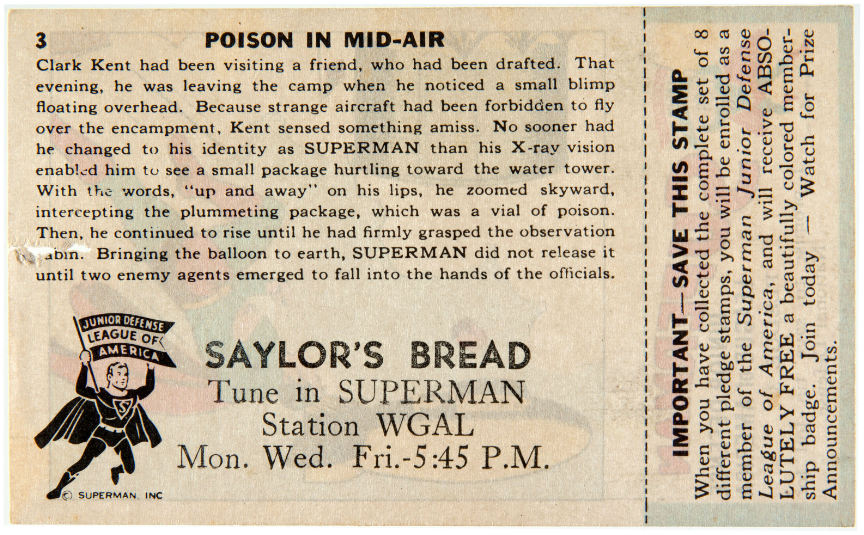 3 POISON IN MID-AIR
Clark Kent had been visiting a friend, who had been drafted. That
evening, he was leaving the camp when he noticed a small blimp
floating overhead. Because strange aircraft had been forbidden to fly
over the encampment, Kent sensed something amiss. No sooner had
he changed to his identity as SUPERMAN than his X-ray vision
enabled him to see a small package hurtling toward the water tower.
With the words, "up and away" on his lips, he zoomed skyward,
intercepting the plummeting package, which was a vial of poison.
Then, he continued to rise until he had firmly grasped the observation
cabin. Bringing the balloon to earth, SUPERMAN did not release it
until two enemy agents emerged to fall into the hands of the officials.
JUNIOR DEFENSE
LEAGUE OF
AMERICA
S
© SUPERMAN, INC
SAYLOR'S BREAD
Tune in SUPERMAN
Station WGAL
Mon. Wed. Fri.-5:45 P.M.
IMPORTANT—SAVE THIS STAMP
When you have collected the complete set of 8
different pledge stamps, you will be enrolled as a
member of the Superman Junior Defense
League of America, and will receive ABSO-
LUTELY FREE a beautifully colored member-
ship badge. Join today — Watch for Prize
Announcements.